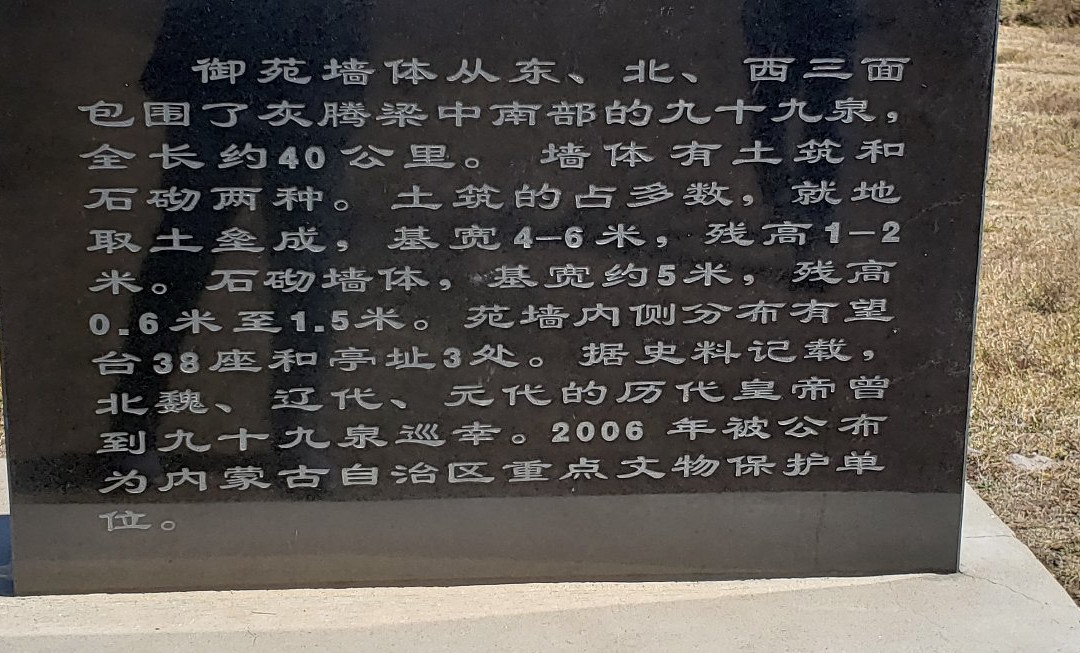 御苑墙体从东、北、西三面
包围了灰腾梁中南部的九十九泉，
全长约40公里。 墙体有土筑和
石砌两种。 土筑的占多数，就地
取土垒成，基宽4-6米，残高1-2
米。石砌墙体，基宽约5米，残高
0.6米至1.5米。苑墙内侧分布有望
台38座和亭址3处。据史料记载，
北魏、辽代、元代的历代皇帝曾
到九十九泉巡幸。2006 年被公布
为内蒙古自治区重点文物保护单
位。